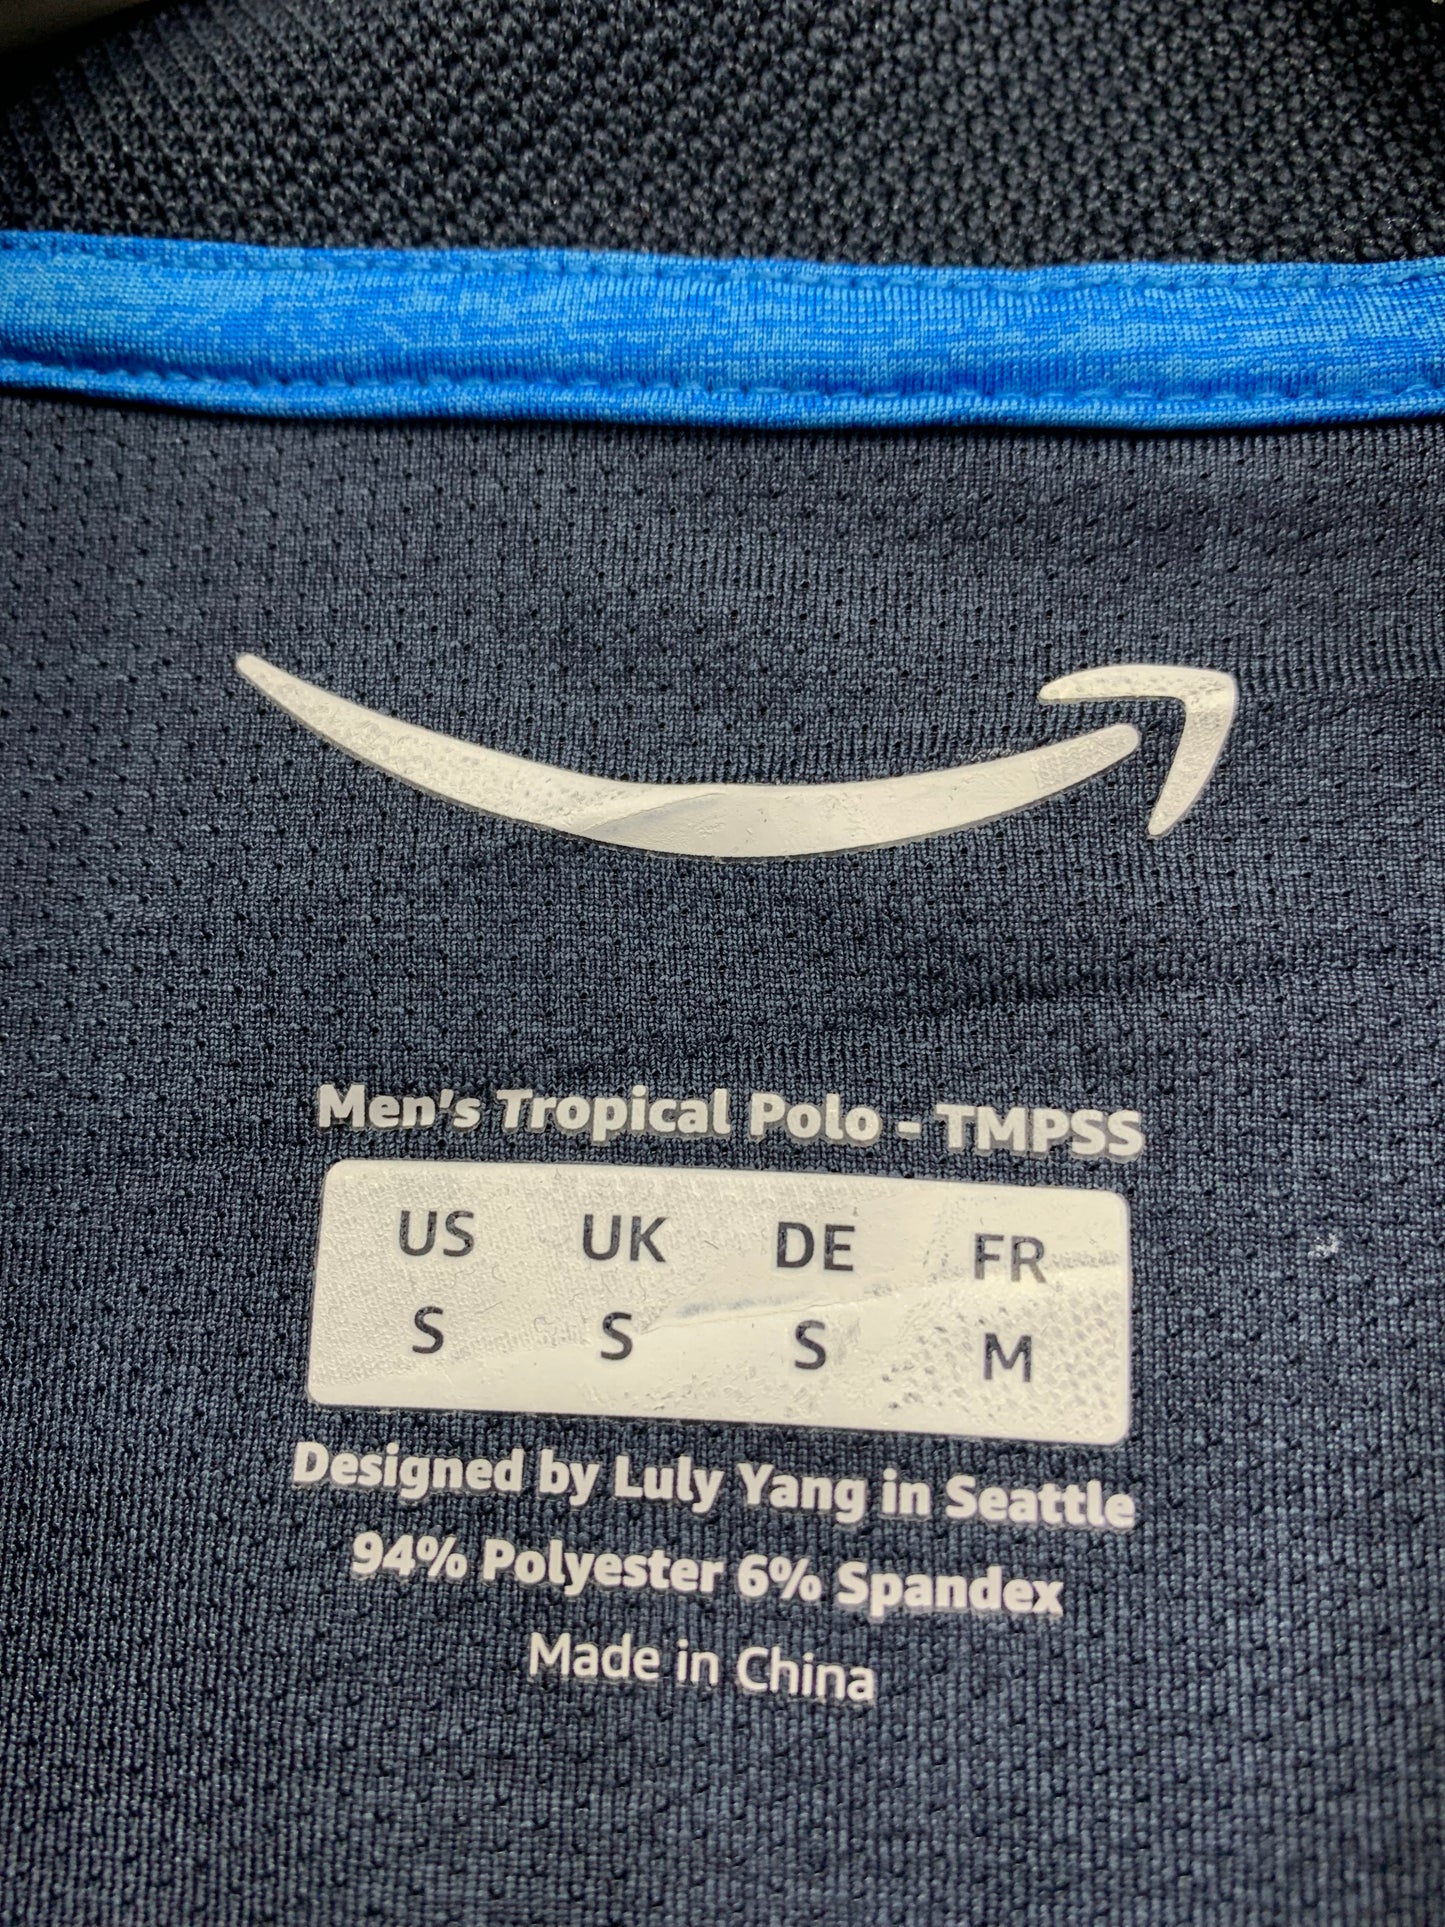 Men's Tropical Polo - TMPSS
US UK DE FR
S S S M
Designed by Luly Yang in Seattle
94% Polyester 6% Spandex
Made in China